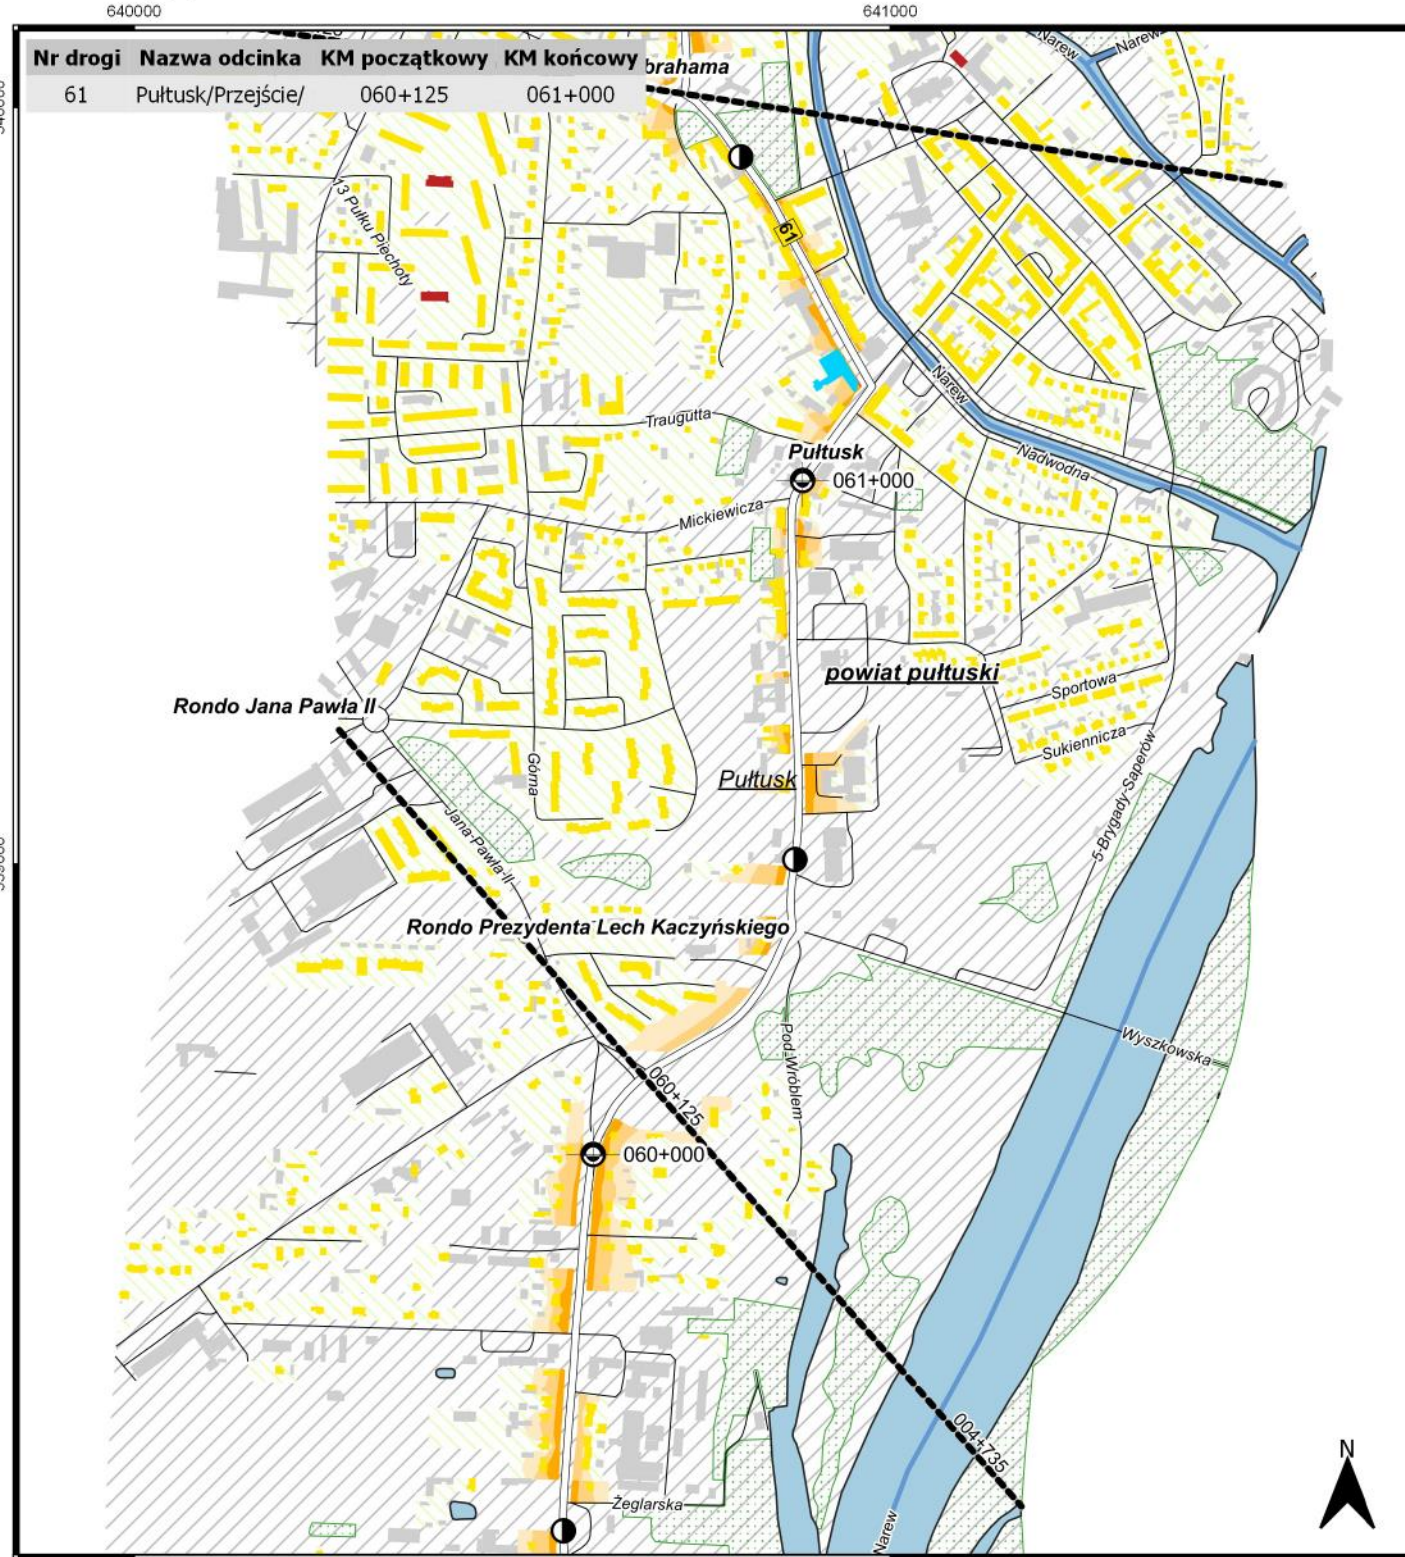 640000
641000
Nr drogi Nazwa odcinka KM początkowy KM końcowy
61 Pułtusk/Przejście/ 060+125 061+000
brahama
Narew
Narew
61
13 Pułku Piechoty
Narew
Traugutta
Pułtusk
061+000
Nadwodna
Mickiewicza
powiat pułtuski
Sportowa
Rondo Jana Pawła II
Sukiennicza
Górna
Pułtusk
5 Brygady Saperów
Jana Pawła II
Rondo Prezydenta Lech Kaczyńskiego
Wyszkowska
Pod Wróblem
060+125
060+000
004+735
Żeglarska
Narew
N